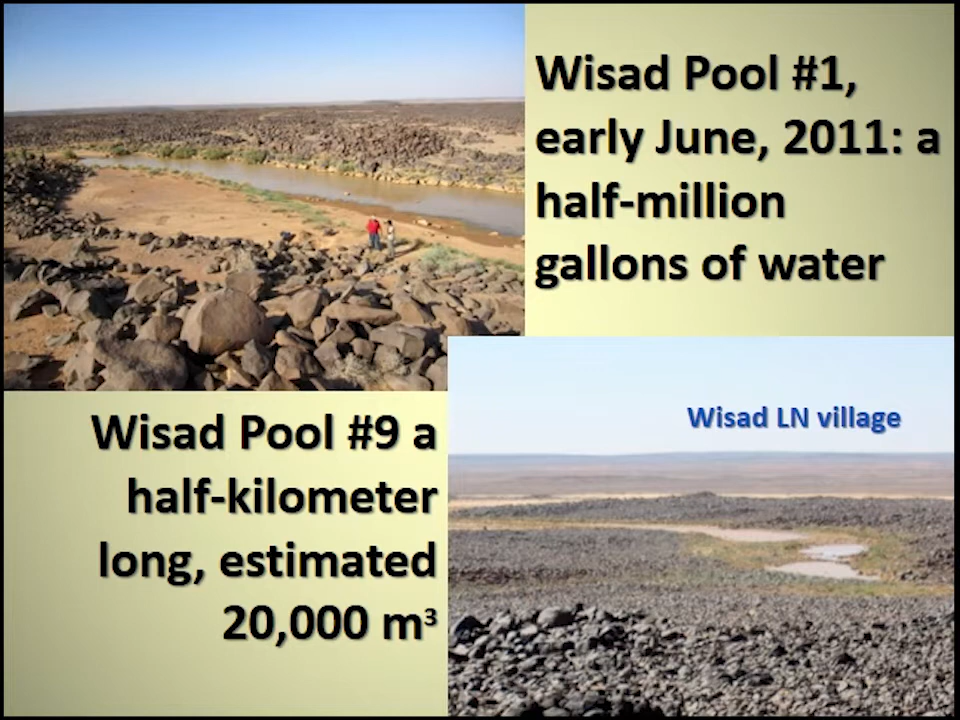 Wisad Pool #1,
early June, 2011: a
half-million
gallons of water
Wisad LN village
Wisad Pool #9 a
half-kilometer
long, estimated
20,000 m³